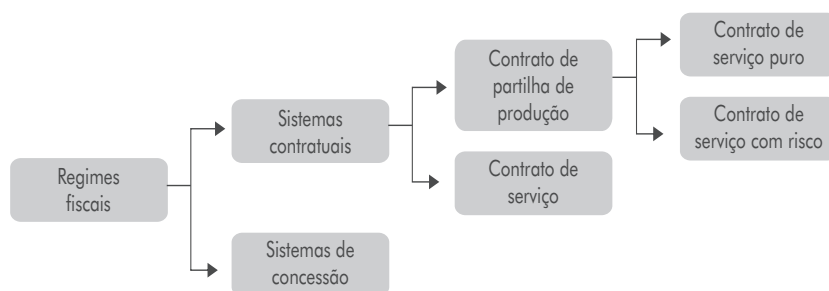 Regimes
fiscais
Sistemas
contratuais
Sistemas de
concessão
Contrato de
partilha de
produção
Contrato de
serviço
Contrato de
serviço puro
Contrato de
serviço com risco